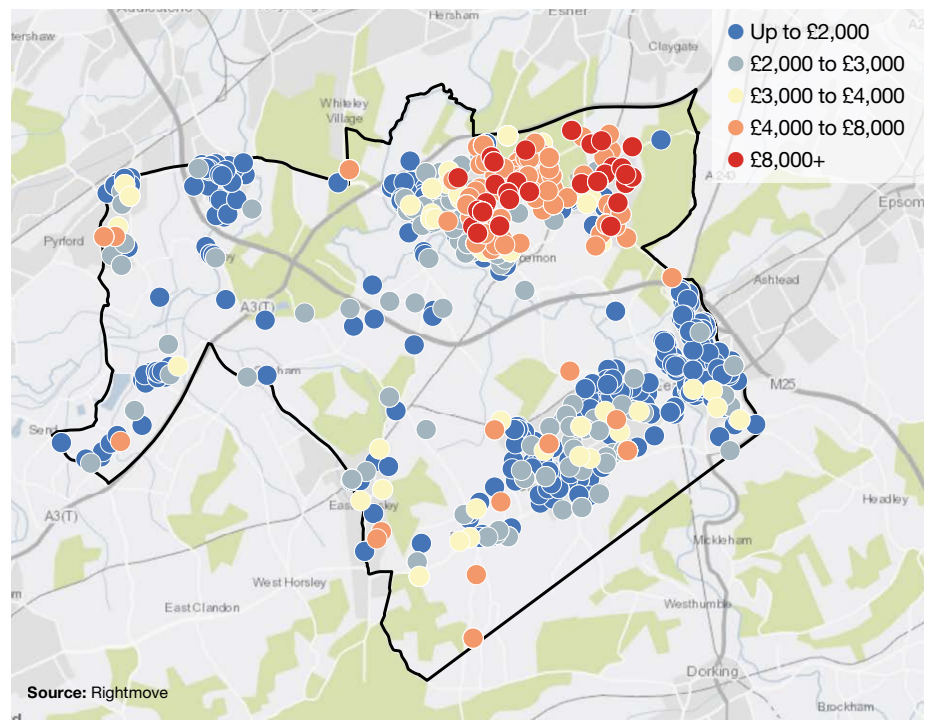 Hersham
Esher
Claygate
Whiteley
Village
Pyrford
A3(T)
M25
Send
A3(T)
Ashtead
Epsom
Headley
Mickleham
West Horsley
East Clandon
Westhumble
Dorking
Brockham
Up to £2,000
£2,000 to £3,000
£3,000 to £4,000
£4,000 to £8,000
£8,000+
Source: Rightmove